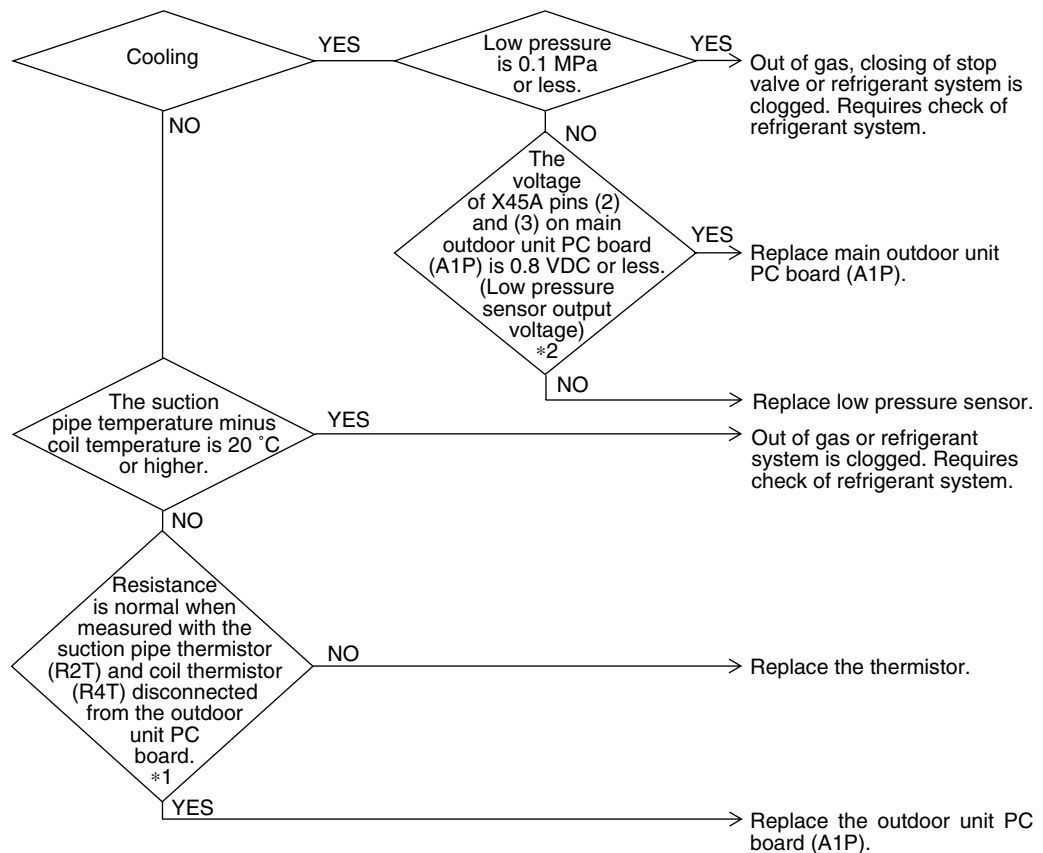 Cooling
YES
Low pressure
is 0.1 MPa
or less.
YES
Out of gas, closing of stop
valve or refrigerant system is
clogged. Requires check of
refrigerant system.
NO
NO
The
voltage
of X45A pins (2)
and (3) on main
outdoor unit PC board
(A1P) is 0.8 VDC or less.
(Low pressure
sensor output
voltage)
*2
YES
Replace main outdoor unit
PC board (A1P).
NO
Replace low pressure sensor.
The suction
pipe temperature minus
coil temperature is 20 ˚C
or higher.
YES
Out of gas or refrigerant
system is clogged. Requires
check of refrigerant system.
NO
Resistance
is normal when
measured with the
suction pipe thermistor
(R2T) and coil thermistor
(R4T) disconnected
from the outdoor
unit PC
board.
*1
NO
Replace the thermistor.
YES
Replace the outdoor unit PC
board (A1P).